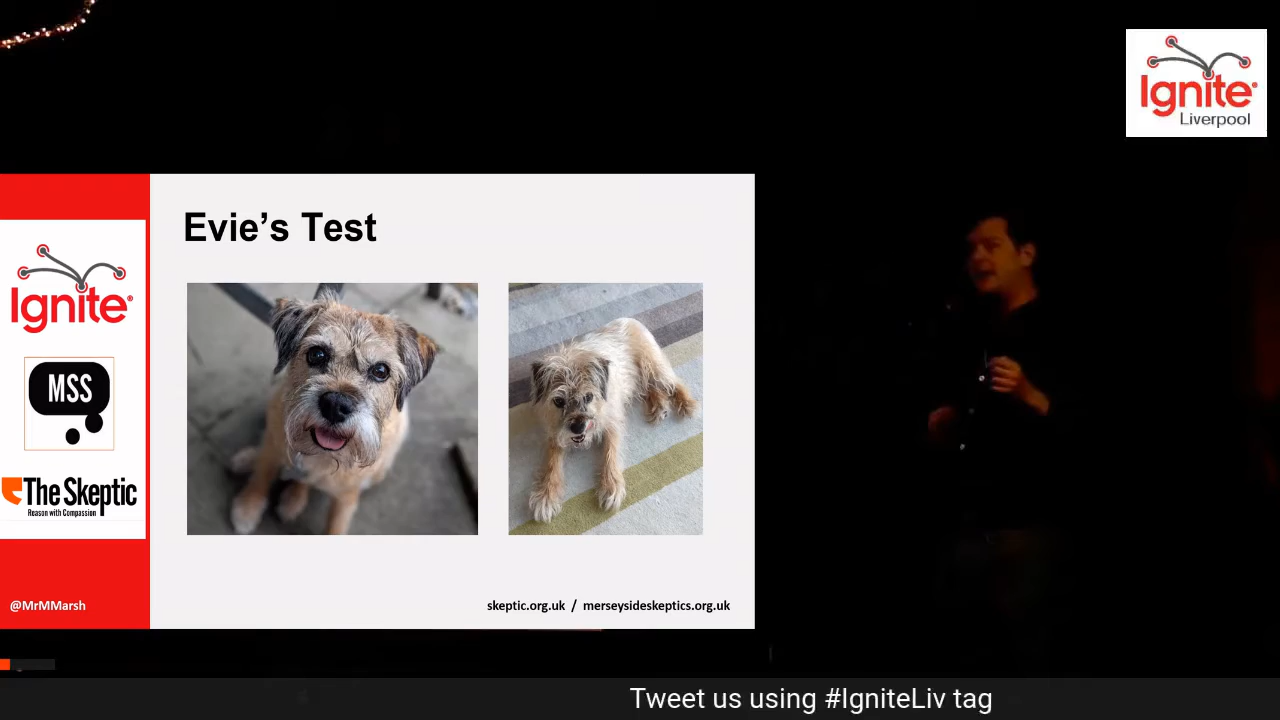 Ignite
Liverpool
Evie's Test
Ignite
MSS
The Skeptic
Reason with Compassion
@MrMMarsh
skeptic.org.uk / merseysideskeptics.org.uk
Tweet us using #IgniteLiv tag